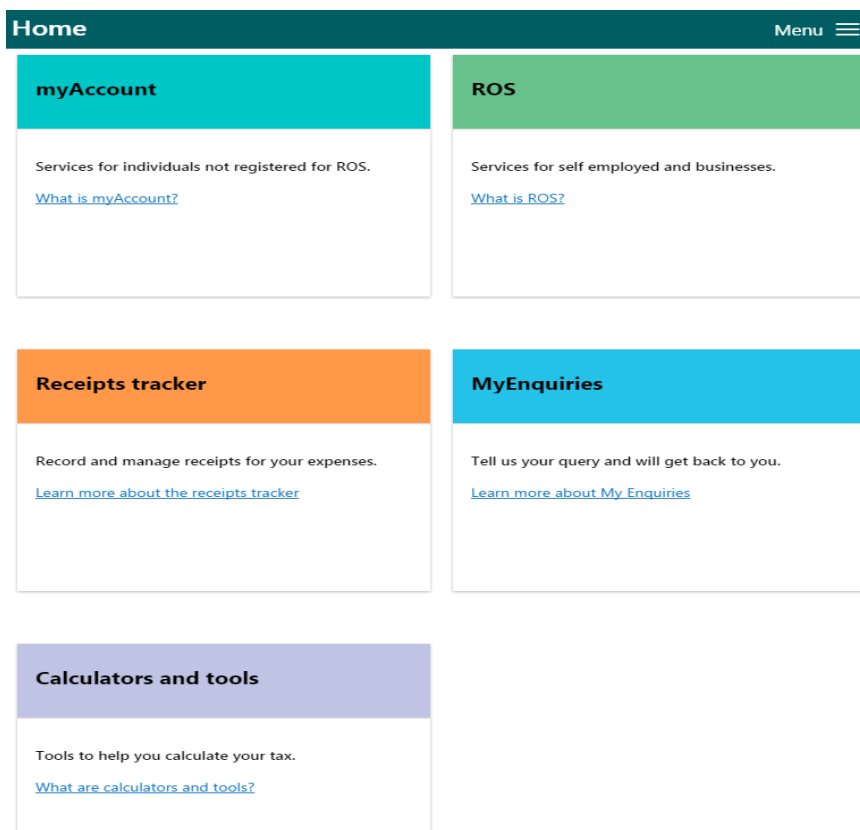 Home
Menu
myAccount
ROS
Services for individuals not registered for ROS.
Services for self employed and businesses.
What is myAccount?
What is ROS?
Receipts tracker
MyEnquiries
Record and manage receipts for your expenses.
Tell us your query and will get back to you.
Learn more about the receipts tracker
Learn more about My Enquiries
Calculators and tools
Tools to help you calculate your tax.
What are calculators and tools?